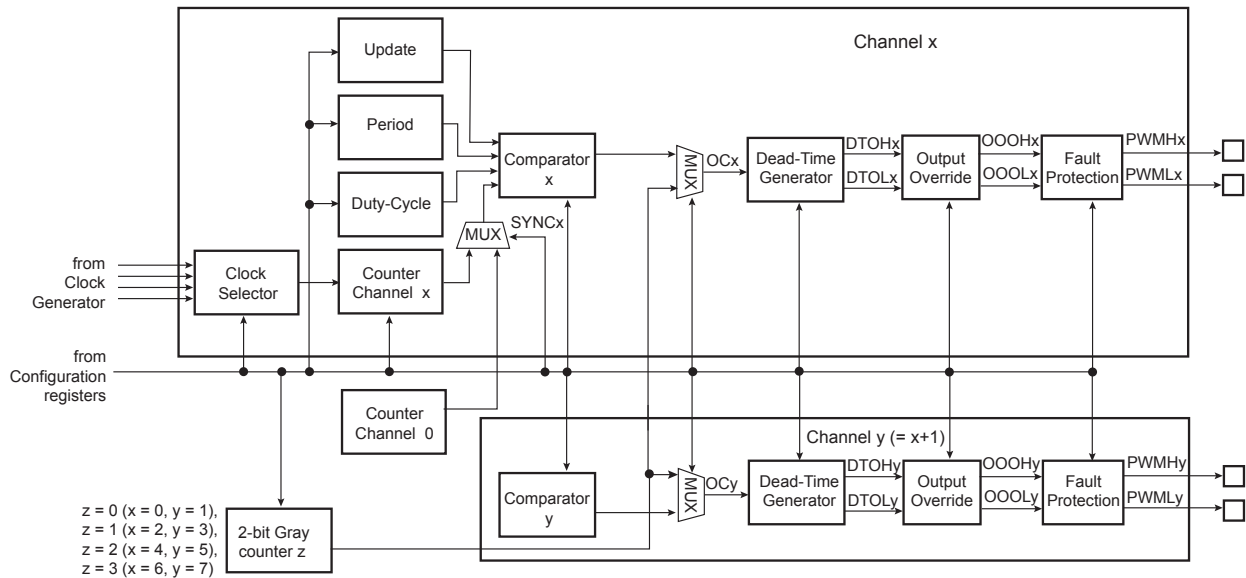 Channel x
Update
Period
Duty-Cycle
Comparator
x
SYNCx
MUX
MUX
OCx
Dead-Time
Generator
DTOHx
DTOLx
Output
Override
OOOHx
OOOLx
Fault
Protection
PWMHx
PWMLx
from
Clock
Generator
Clock
Selector
Counter
Channel x
from
Configuration
registers
Counter
Channel 0
Channel y (= x+1)
Comparator
y
MUX
OCy
Dead-Time
Generator
DTOHy
DTOLy
Output
Override
OOOHy
OOOLy
Fault
Protection
PWMHy
PWMLy
z = 0 (x = 0, y = 1),
z = 1 (x = 2, y = 3),
z = 2 (x = 4, y = 5),
z = 3 (x = 6, y = 7)
2-bit Gray
counter z